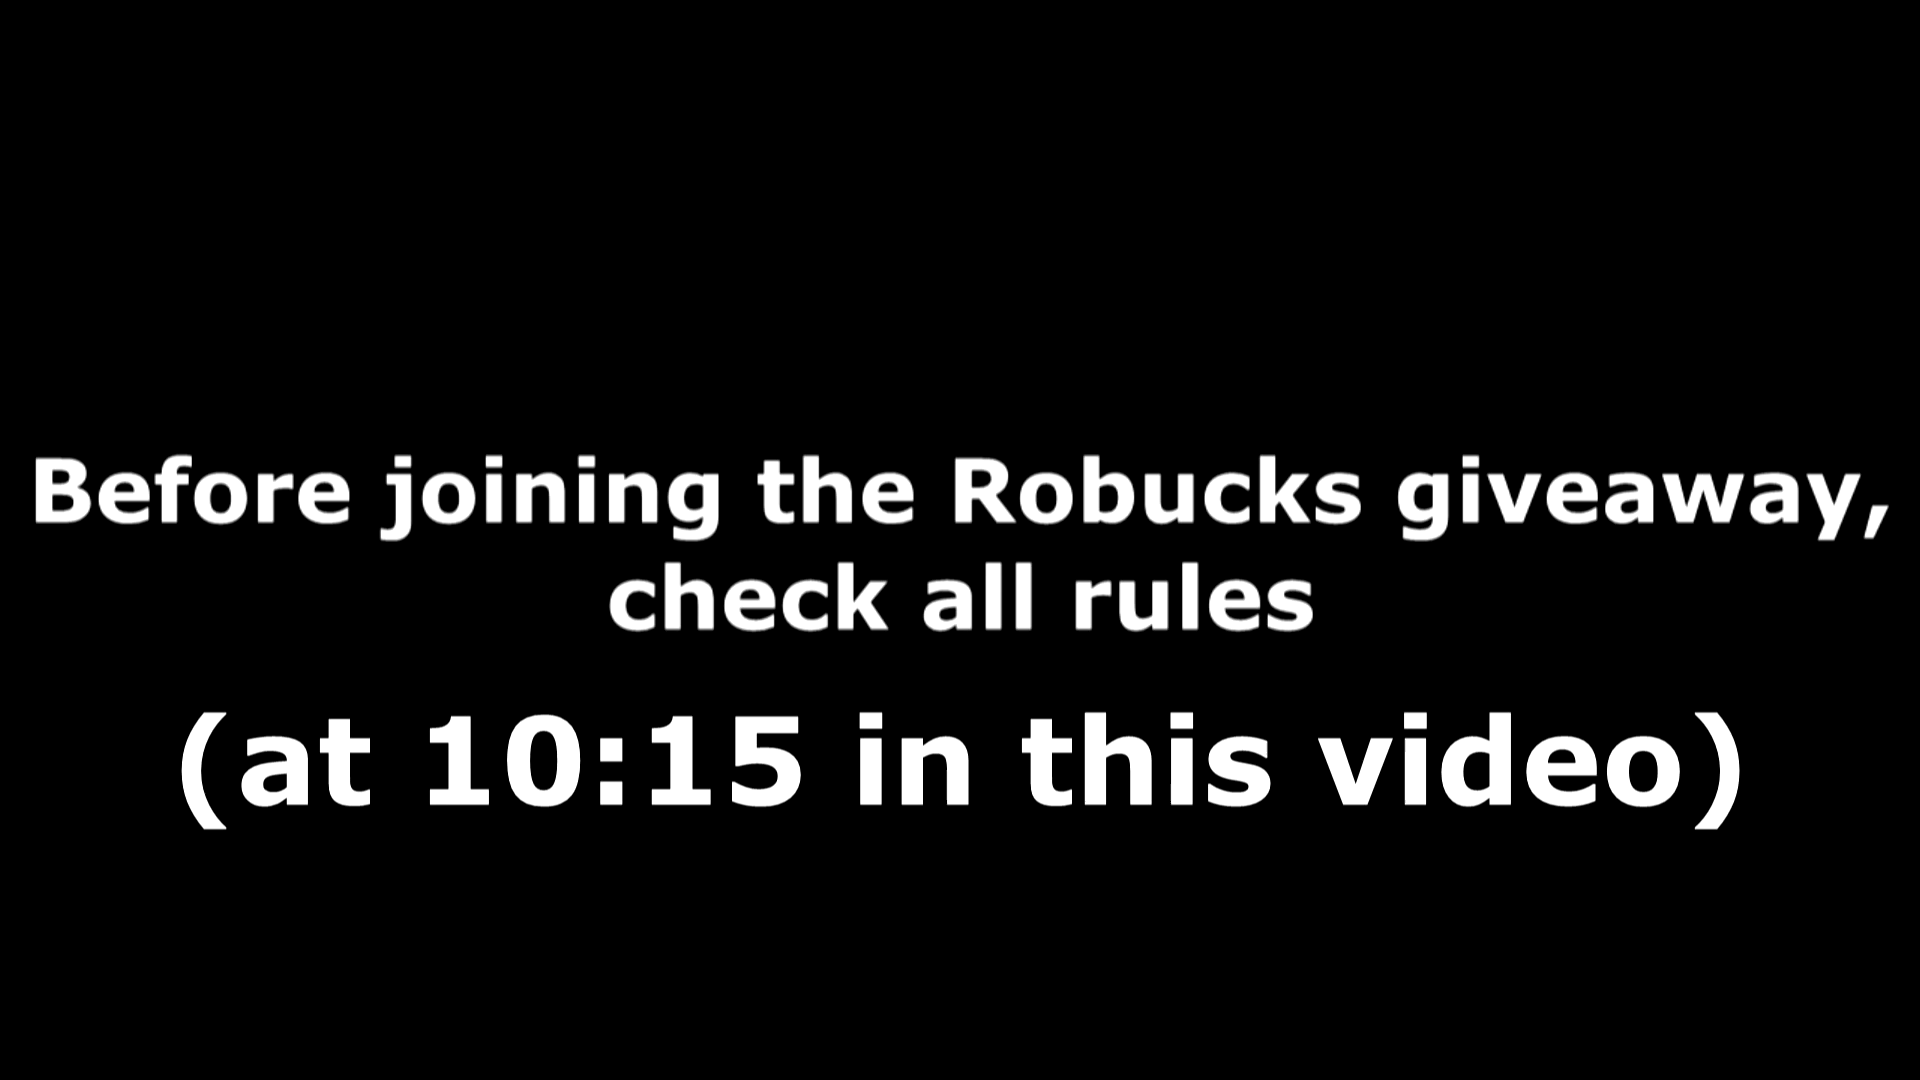 Before joining the Robucks giveaway,
check all rules
(at 10:15 in this video)